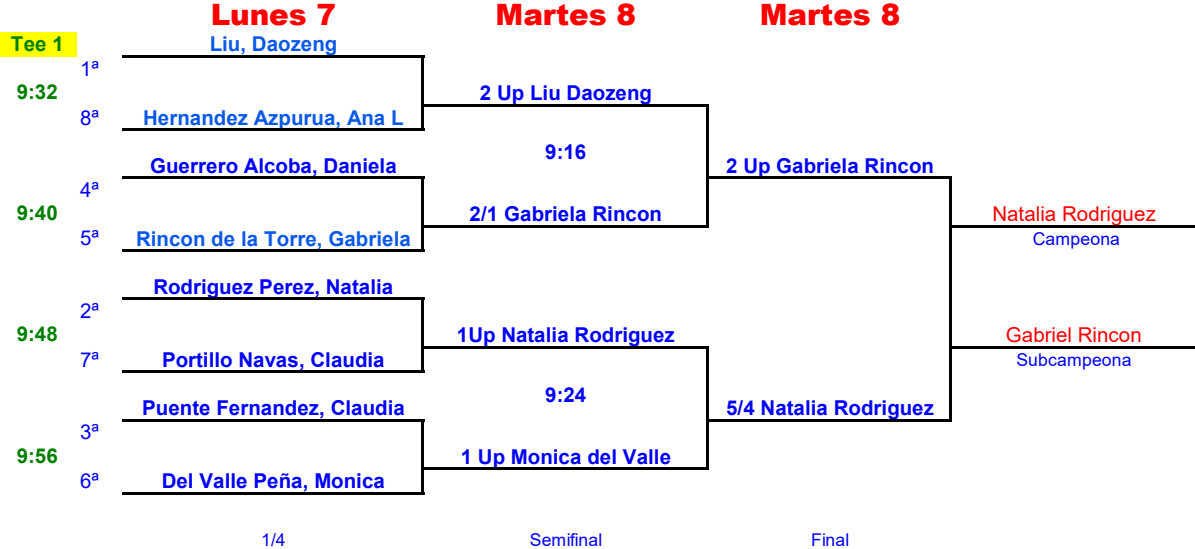 Lunes 7 Martes 8 Martes 8
Tee 1 Liu, Daozeng
1ª
9:32 2 Up Liu Daozeng
8ª Hernandez Azpurua, Ana L
9:16
Guerrero Alcoba, Daniela 2 Up Gabriela Rincon
4ª
9:40 2/1 Gabriela Rincon Natalia Rodriguez
5ª Rincon de la Torre, Gabriela Campeona
Rodriguez Perez, Natalia
2ª
9:48 1Up Natalia Rodriguez Gabriel Rincon
7ª Portillo Navas, Claudia Subcampeona
9:24
Puente Fernandez, Claudia 5/4 Natalia Rodriguez
3ª
9:56 1 Up Monica del Valle
6ª Del Valle Peña, Monica
1/4 Semifinal Final